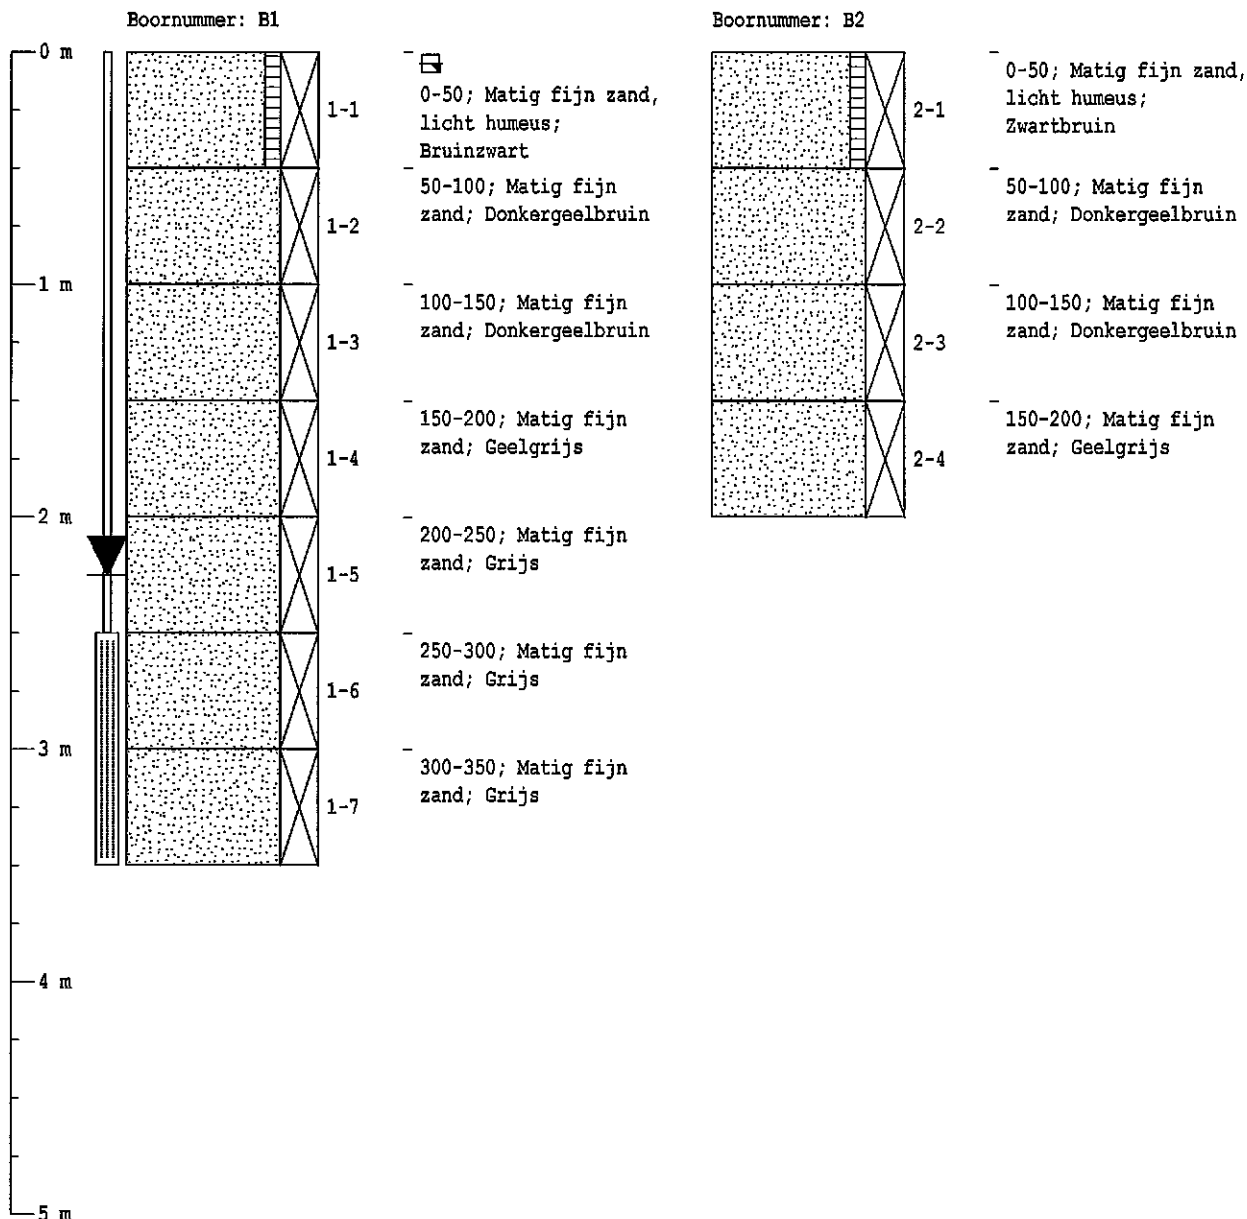 Boornummer: B1
0 m
1 m
2 m
3 m
4 m
5 m
1-1
0-50; Matig fijn zand,
licht humeus;
Bruinzwart
1-2
50-100; Matig fijn
zand; Donkergeelbruin
1-3
100-150; Matig fijn
zand; Donkergeelbruin
1-4
150-200; Matig fijn
zand; Geelgrijs
1-5
200-250; Matig fijn
zand; Grijs
1-6
250-300; Matig fijn
zand; Grijs
1-7
300-350; Matig fijn
zand; Grijs
Boornummer: B2
2-1
0-50; Matig fijn zand,
licht humeus;
Zwartbruin
2-2
50-100; Matig fijn
zand; Donkergeelbruin
2-3
100-150; Matig fijn
zand; Donkergeelbruin
2-4
150-200; Matig fijn
zand; Geelgrijs